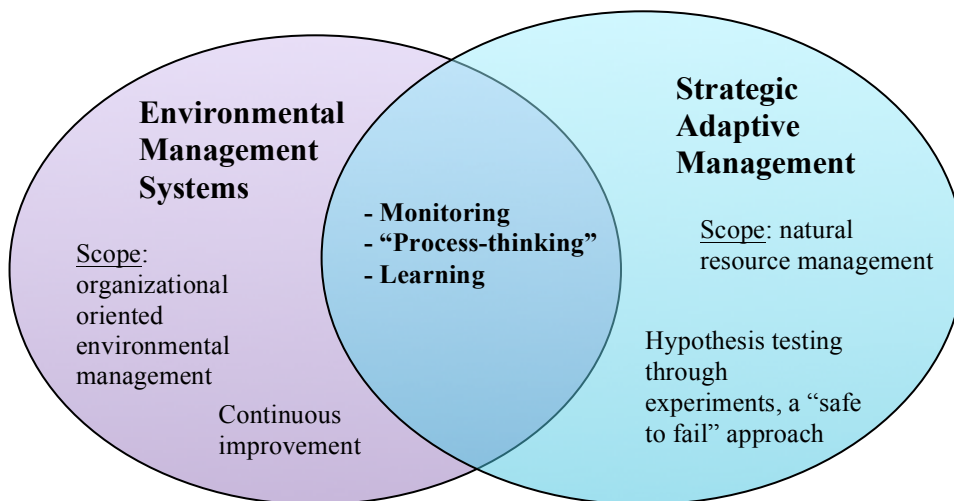 Environmental
Management
Systems
Scope:
organizational
oriented
environmental
management
Continuous
improvement
- Monitoring
- “Process-thinking”
- Learning
Strategic
Adaptive
Management
Scope: natural
resource management
Hypothesis testing
through
experiments, a “safe
to fail” approach